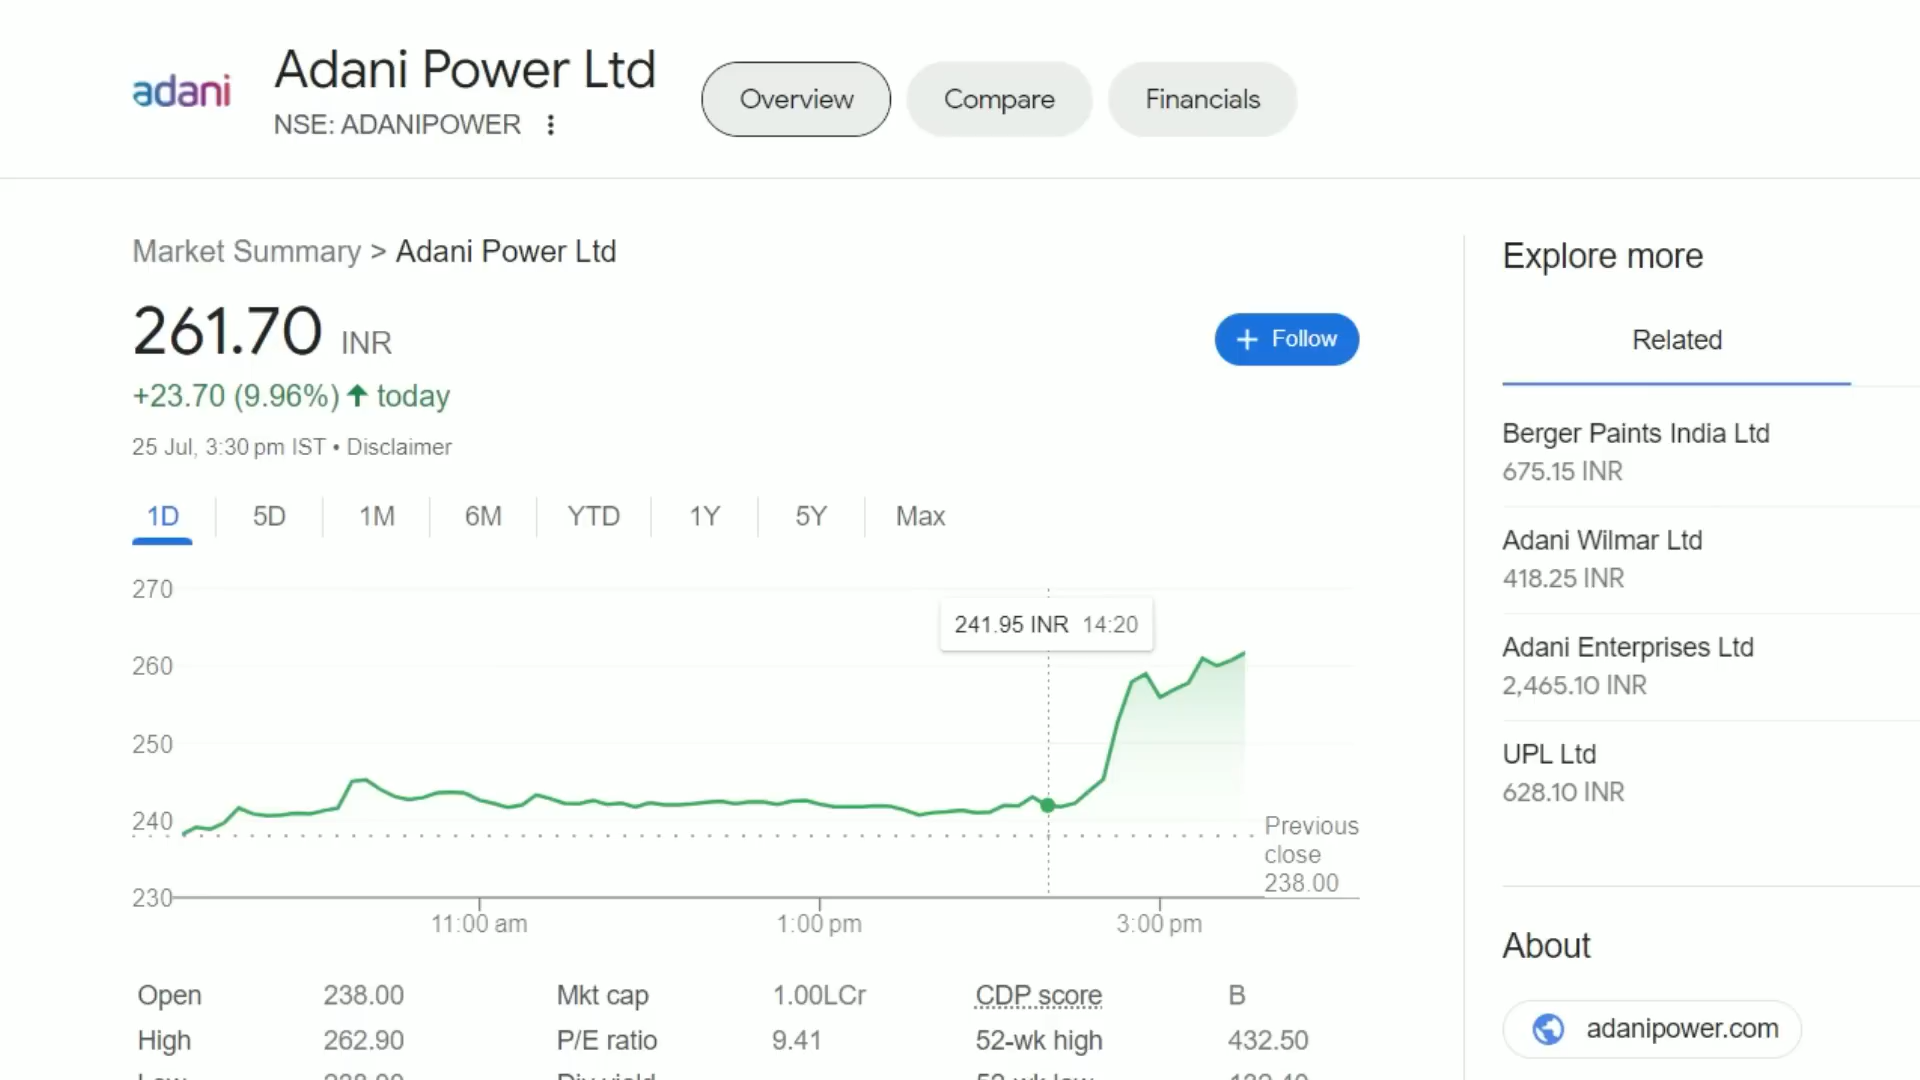 adani
Adani Power Ltd
NSE: ADANIPOWER
Overview
Compare
Financials
Market Summary > Adani Power Ltd
261.70 INR
+ Follow
+23.70 (9.96%) today
25 Jul, 3:30 pm IST • Disclaimer
1D 5D 1M 6M YTD 1Y 5Y Max
270
260
250
240
230
241.95 INR 14:20
Previous
close
238.00
11:00 am 1:00 pm 3:00 pm
Open 238.00 Mkt cap 1.00LCr CDP score B
High 262.90 P/E ratio 9.41 52-wk high 432.50
Explore more
Related
Berger Paints India Ltd
675.15 INR
Adani Wilmar Ltd
418.25 INR
Adani Enterprises Ltd
2,465.10 INR
UPL Ltd
628.10 INR
About
adanipower.com